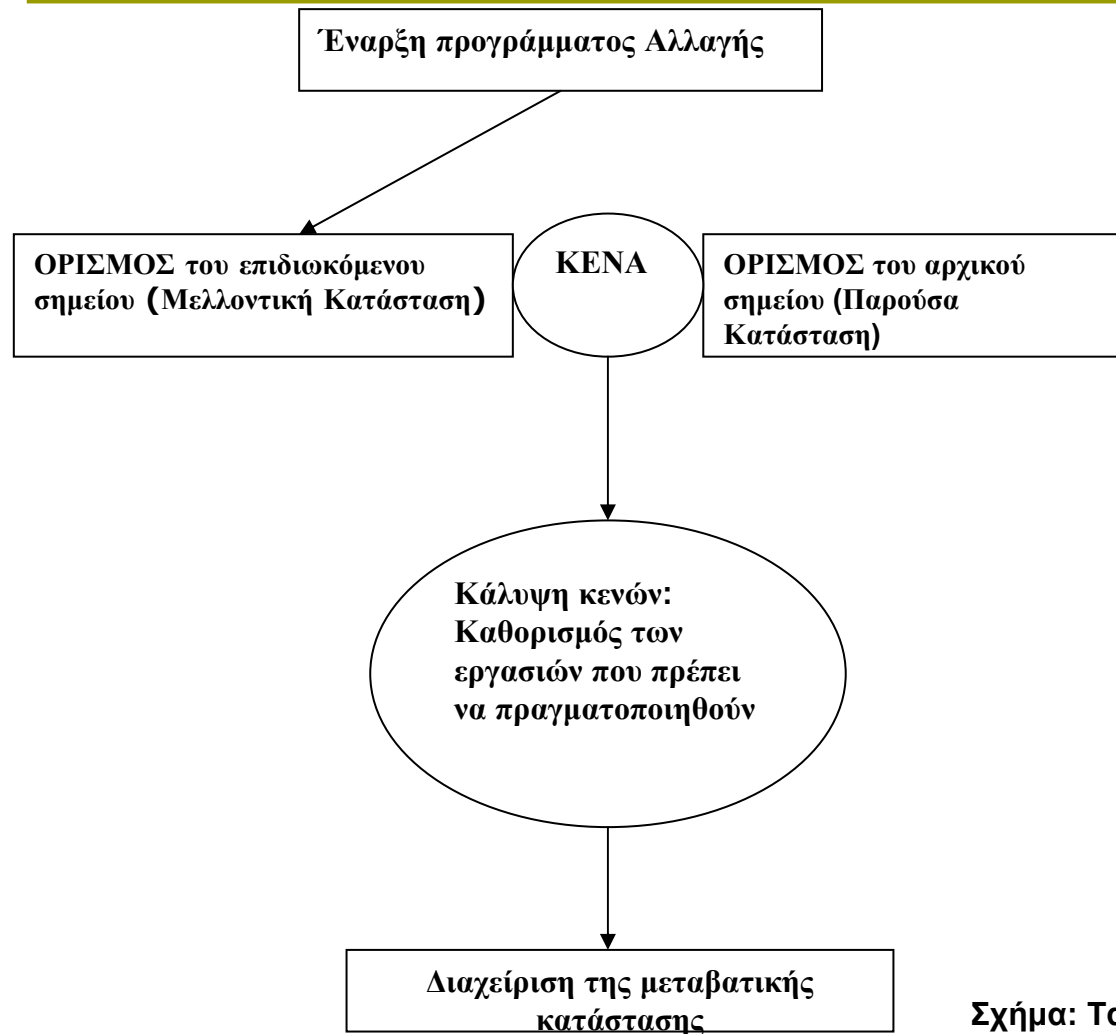 Έναρξη προγράμματος Αλλαγής
ΟΡΙΣΜΟΣ του επιδιωκόμενου
σημείου (Μελλοντική Κατάσταση)
ΚΕΝΑ
ΟΡΙΣΜΟΣ του αρχικού
σημείου (Παρούσα
Κατάσταση)
Κάλυψη κενών:
Καθορισμός των
εργασιών που πρέπει
να πραγματοποιηθούν
Διαχείριση της μεταβατικής
κατάστασης
Σχήμα: